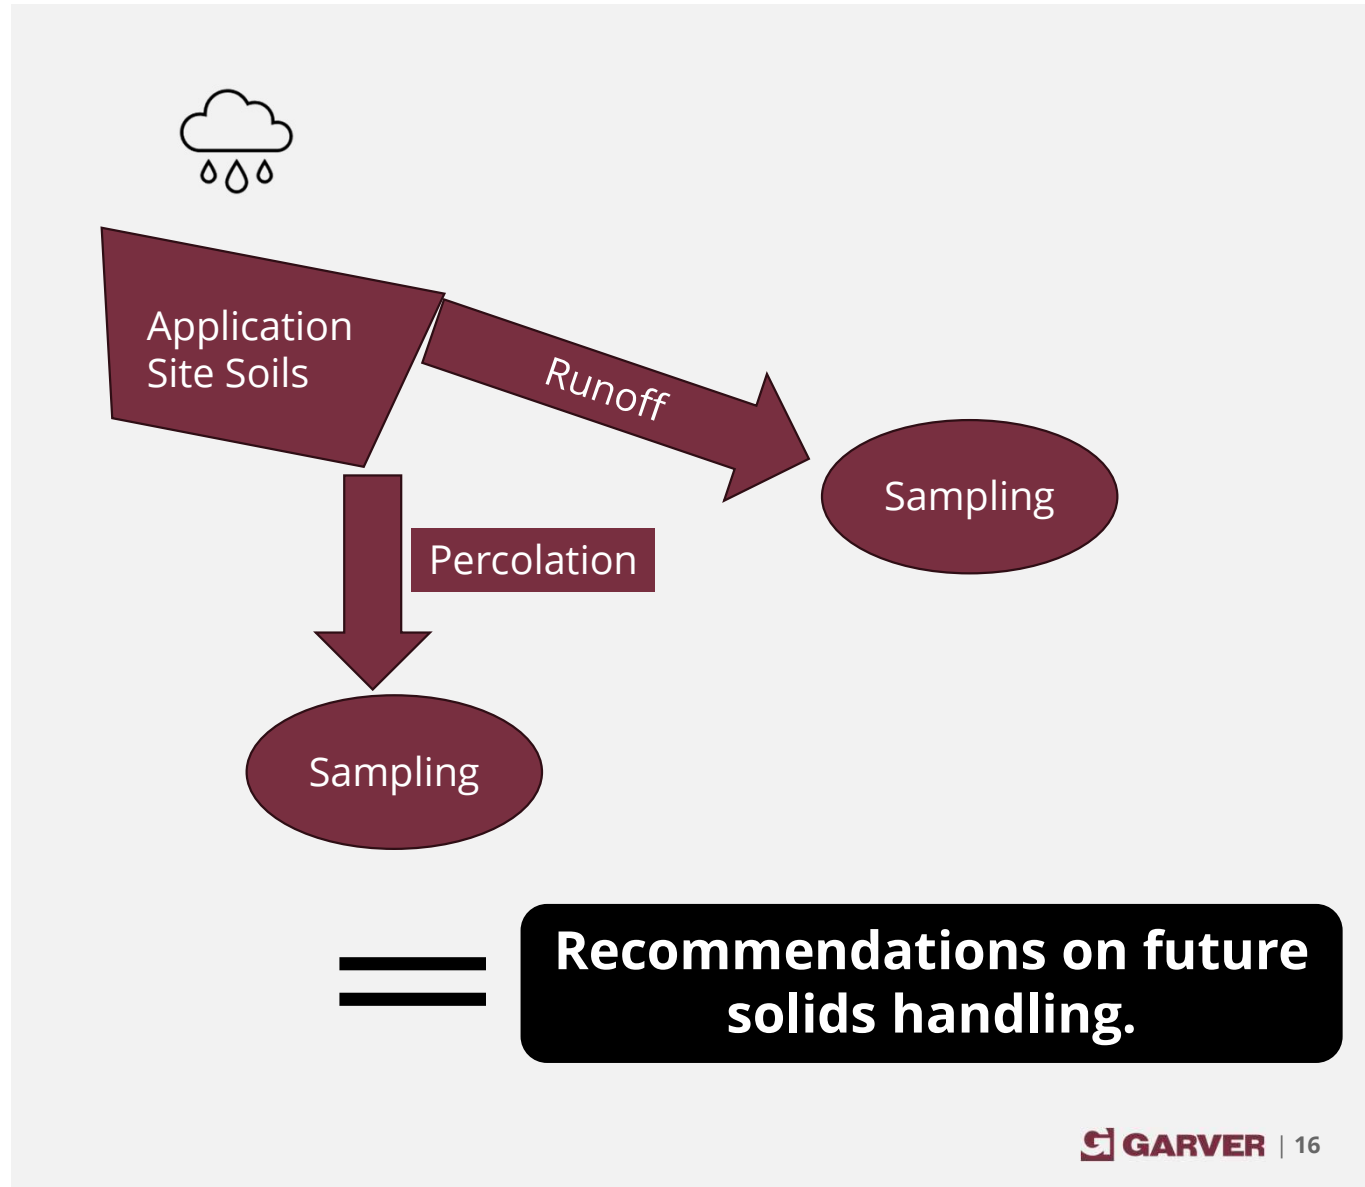 Application
Site Soils
Runoff
Sampling
Percolation
Sampling
Recommendations on future
solids handling.
GARVER | 16